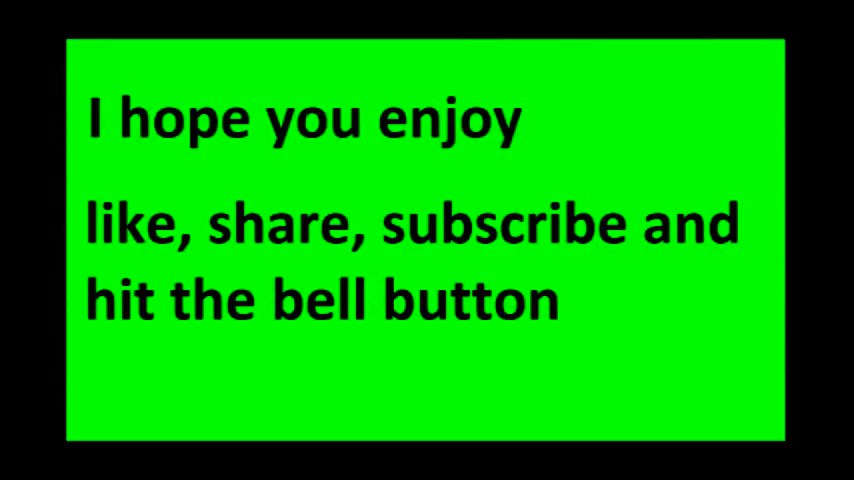 I hope you enjoy
like, share, subscribe and
hit the bell button